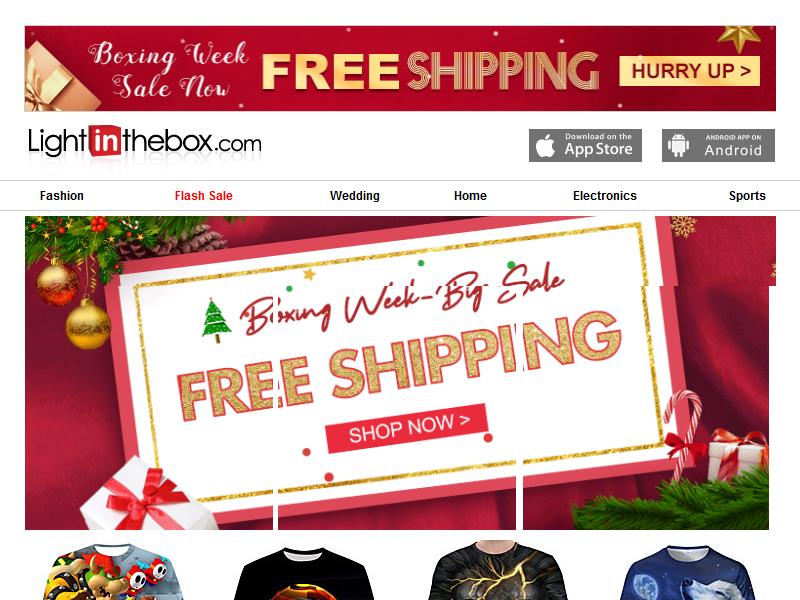 Boxing Week
Sale Now
FREE SHIPPING
HURRY UP >
Lightinthebox.com
Download on the
App Store
ANDROID APP ON
Android
Fashion
Flash Sale
Wedding
Home
Electronics
Sports
Boxing Week-Big Sale
FREE SHIPPING
SHOP NOW >